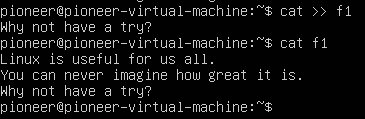 pioneer@pioneer-virtual-machine:~$ cat >> f1
Why not have a try?
pioneer@pioneer-virtual-machine:~$ cat f1
Linux is useful for us all.
You can never imagine how great it is.
Why not have a try?
pioneer@pioneer-virtual-machine:~$